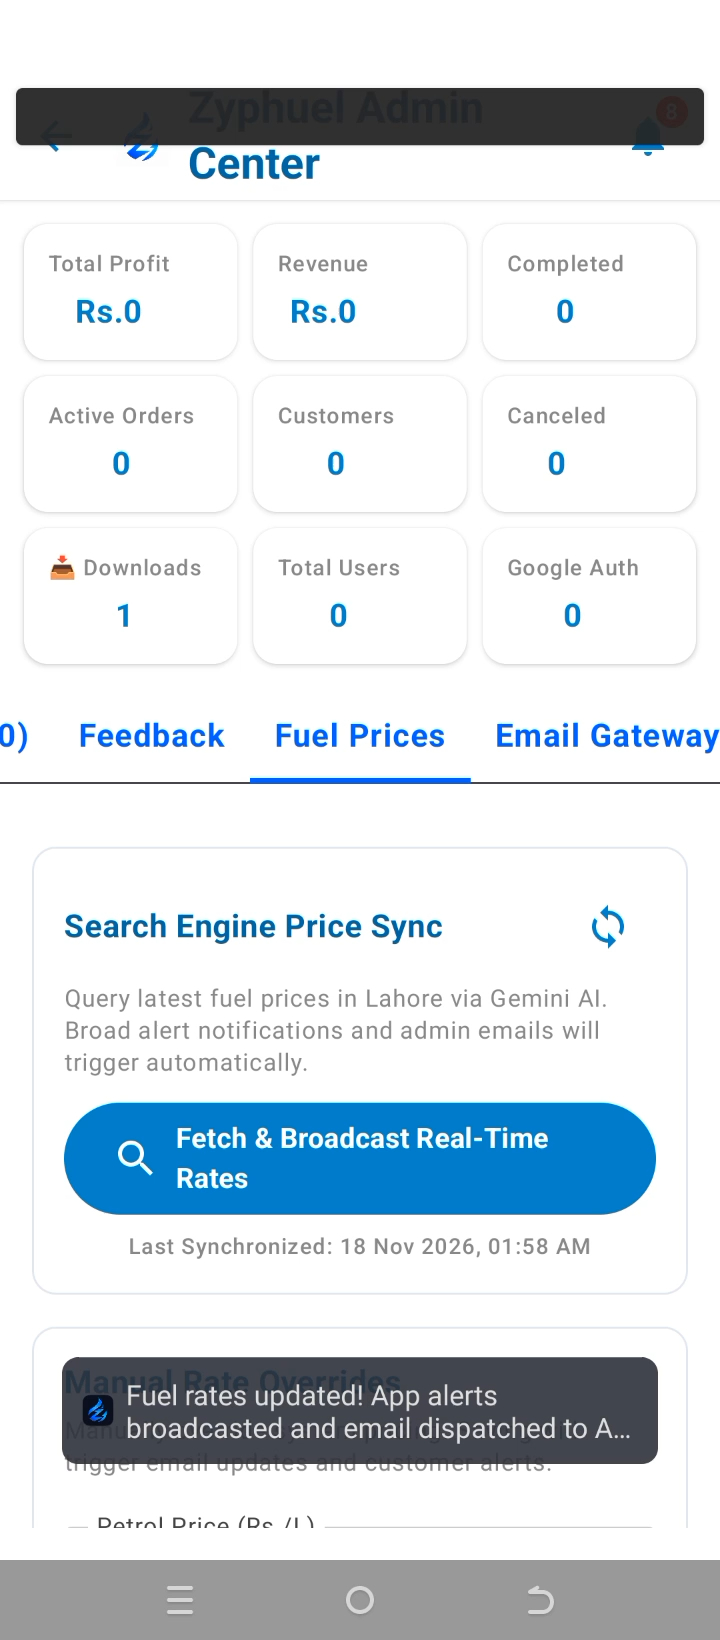 Zyphuel Admin
Center
8
Total Profit
Rs.0
Revenue
Rs.0
Completed
0
Active Orders
0
Customers
0
Canceled
0
📥 Downloads
1
Total Users
0
Google Auth
0
0)
Feedback
Fuel Prices
Email Gateway
Search Engine Price Sync
Query latest fuel prices in Lahore via Gemini AI.
Broad alert notifications and admin emails will
trigger automatically.
Fetch & Broadcast Real-Time
Rates
Last Synchronized: 18 Nov 2026, 01:58 AM
Manual Rate Overrides
Fuel rates updated! App alerts
broadcasted and email dispatched to A...
trigger email updates and customer alerts.
Petrol Price (Rs./L)